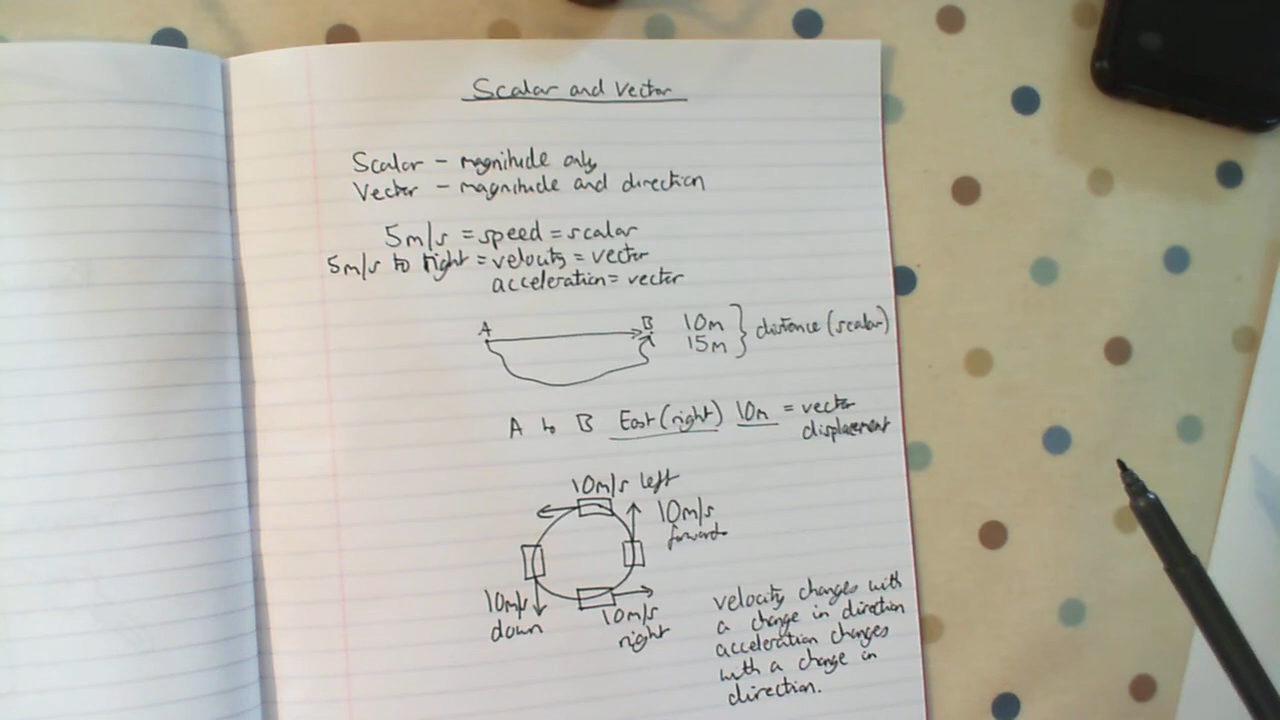 Scalar and Vector
Scalar - magnitude only
Vector - magnitude and direction
5m/s = speed = scalar
5m/s to right = velocity = vector
acceleration = vector
A B 10m } distance (scalar)
15m
A to B East (right) 10m = vector
displacement
10m/s left
10m/s
forward
10m/s
down
10m/s
right
velocity changes with
a change in direction
acceleration changes
with a change in
direction.